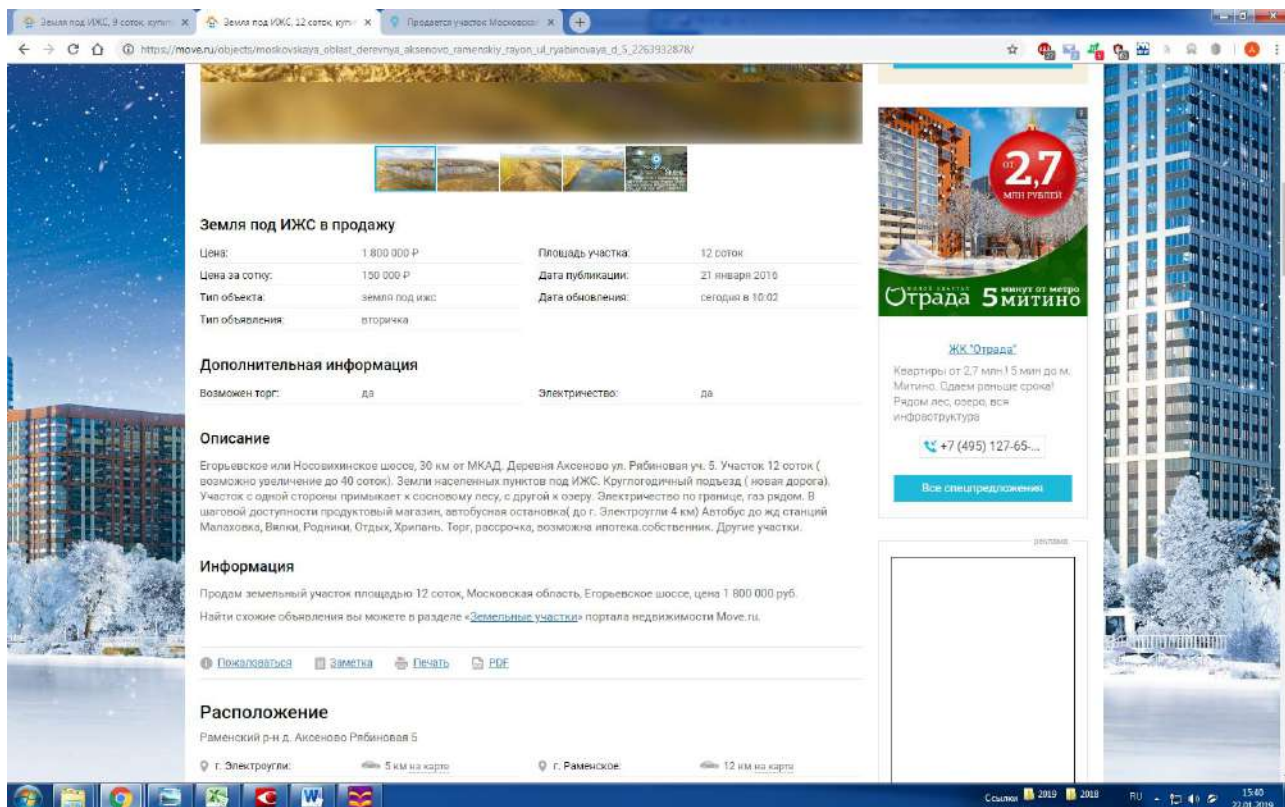 Земля под ИЖС, 9 соток, купить
Земля под ИЖС, 12 соток, купи
Продается участок Московская
https://move.ru/objects/moskovskaya_oblast_derevnya_aksenovo_ramenskiy_rayon_ul_ryabinovaya_d_5_2263932878/
Земля под ИЖС в продажу
Цена: 1 800 000 ₽ Площадь участка: 12 соток
Цена за сотку: 150 000 ₽ Дата публикации: 21 января 2016
Тип объекта: земля под ижс Дата обновления: сегодня в 10:02
Тип объявления: вторичка
Дополнительная информация
Возможен торг: да Электричество: да
Описание
Егорьевское или Носовихинское шоссе, 30 км от МКАД. Деревня Аксеново ул. Рябиновая уч. 5. Участок 12 соток (
возможно увеличение до 40 соток). Земли населенных пунктов под ИЖС. Круглогодичный подъезд ( новая дорога).
Участок с одной стороны примыкает к сосновому лесу, с другой к озеру. Электричество по границе, газ рядом. В
шаговой доступности продуктовый магазин, автобусная остановка( до г. Электроугли 4 км) Автобус до жд станций
Малаховка, Вялки, Родники, Отдых, Хрипань. Торг, рассрочка, возможна ипотека.собственник. Другие участки.
Информация
Продам земельный участок площадью 12 соток, Московская область, Егорьевское шоссе, цена 1 800 000 руб.
Найти схожие объявления вы можете в разделе «Земельные участки» портала недвижимости Move.ru.
Пожаловаться Заметка Печать PDF
Расположение
Раменский р-н д. Аксеново Рябиновая 5
г. Электроугли: 5 км на карте г. Раменское: 12 км на карте
от
2,7
МЛН РУБЛЕЙ
Отрада 5 минут от метро
МИТИНО
ЖК "Отрада"
Квартиры от 2,7 млн.! 5 мин до м.
Митино. Сдаем раньше срока!
Рядом лес, озеро, вся
инфраструктура
+7 (495) 127-65-...
Все спецпредложения
реклама
Ссылки 2019 2018 RU 15:40
22.01.2019